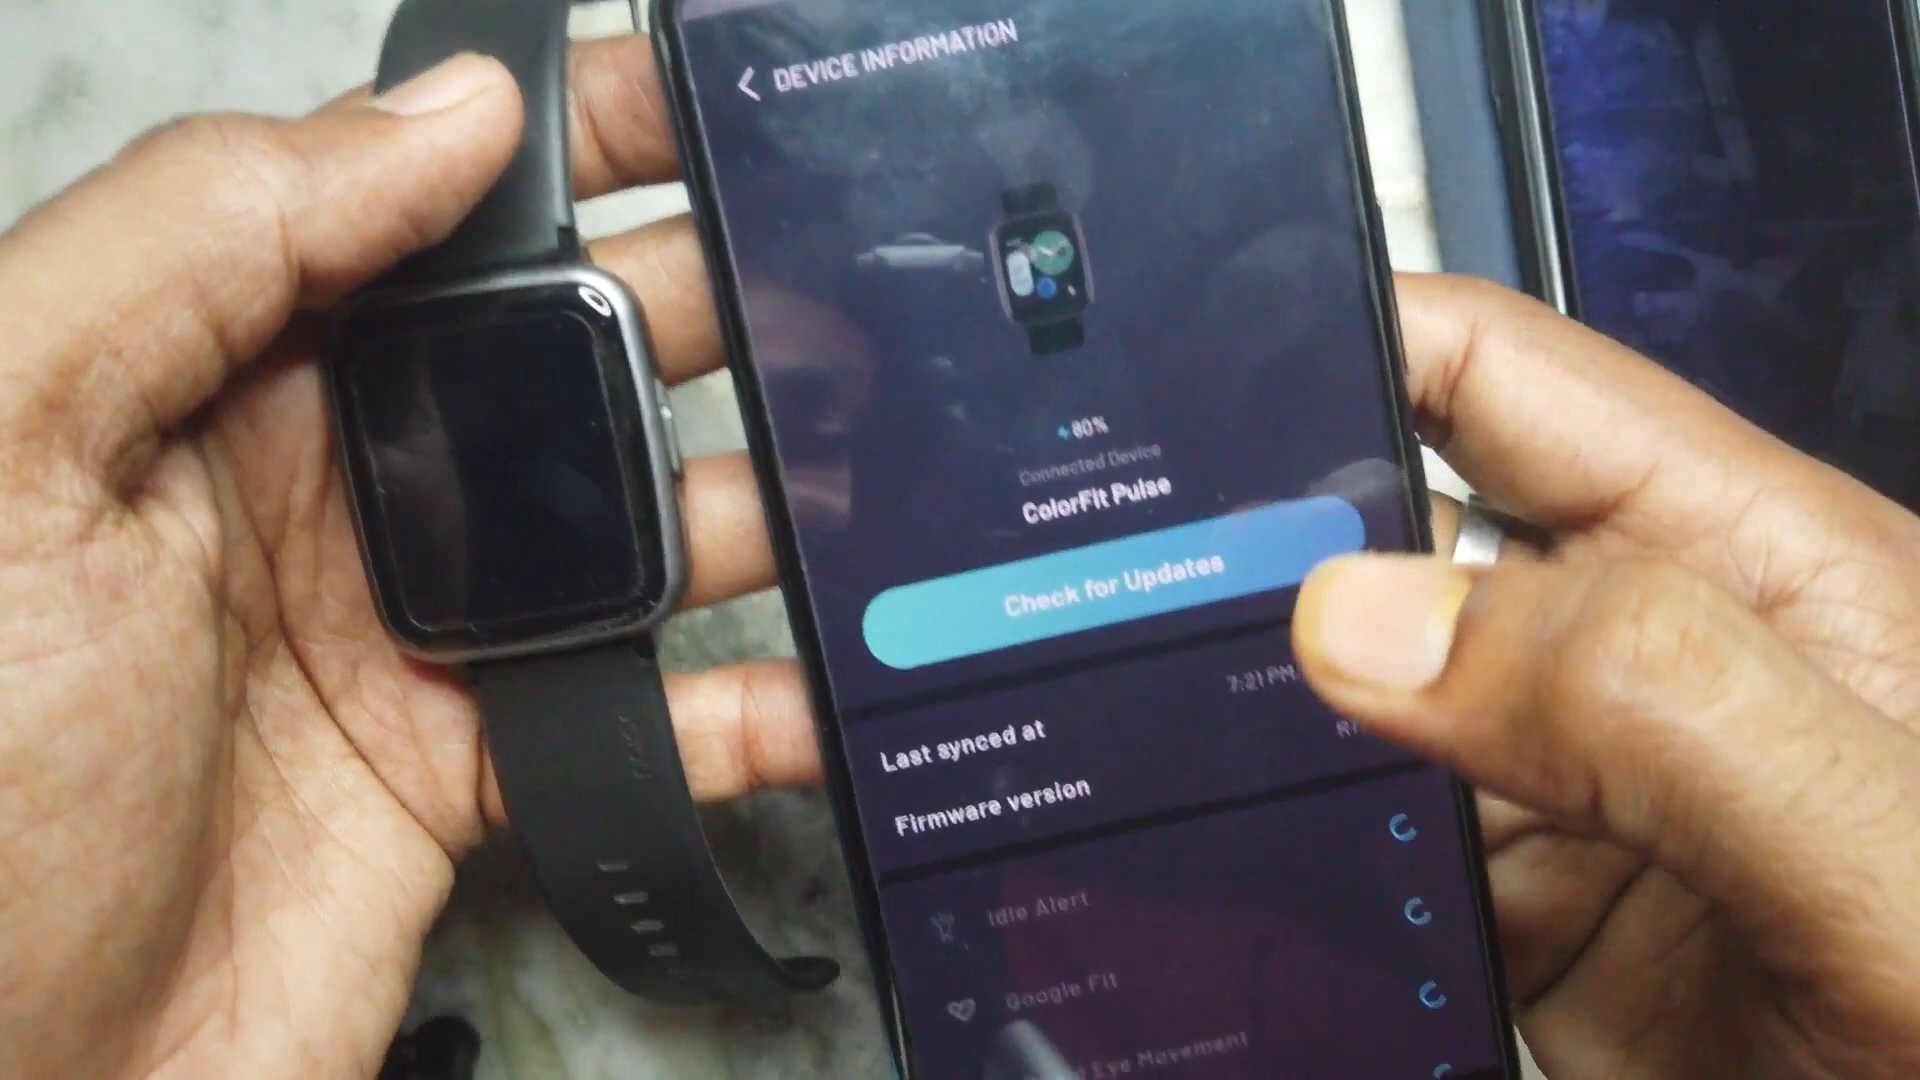 DEVICE INFORMATION
80%
Connected Device
ColorFit Pulse
Check for Updates
7:21 PM
Last synced at
Firmware version
Idle Alert
Google Fit
Eye Movement